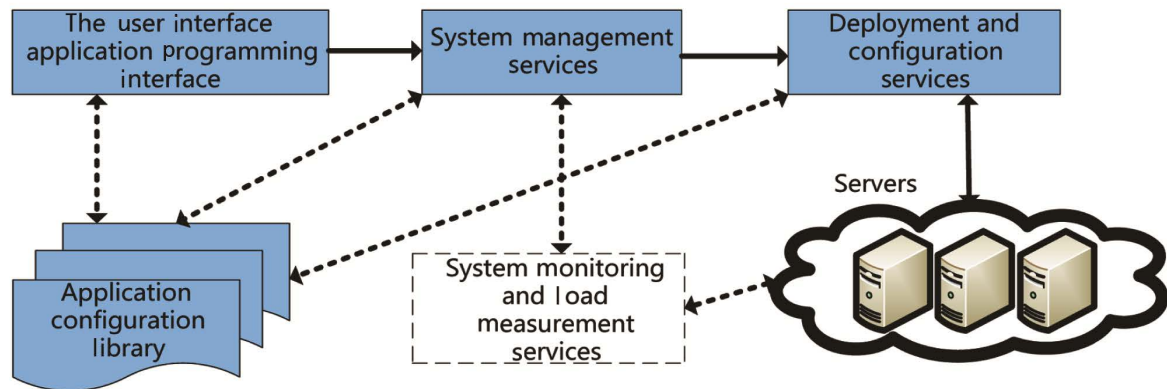 The user interface
application programming
interface
System management
services
Deployment and
configuration
services
Servers
Application
configuration
library
System monitoring
and load
measurement
services